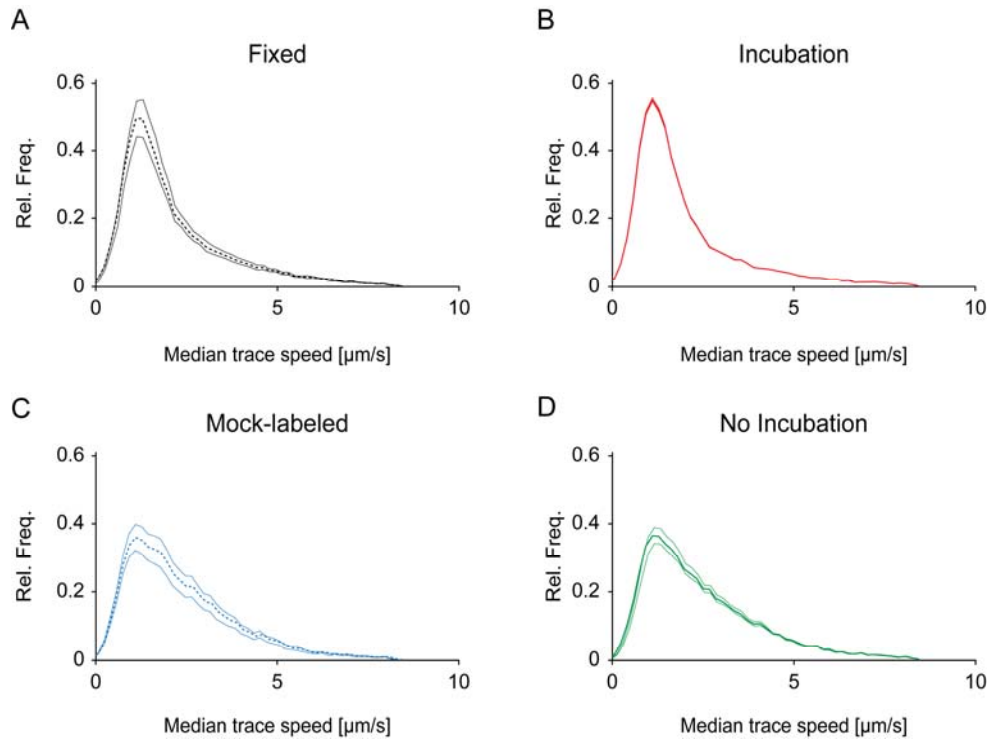 A
Fixed
0.6
0.4
0.2
0
Rel. Freq.
0
5
10
Median trace speed [µm/s]
B
Incubation
0.6
0.4
0.2
0
Rel. Freq.
0
5
10
Median trace speed [µm/s]
C
Mock-labeled
0.6
0.4
0.2
0
Rel. Freq.
0
5
10
Median trace speed [µm/s]
D
No Incubation
0.6
0.4
0.2
0
Rel. Freq.
0
5
10
Median trace speed [µm/s]